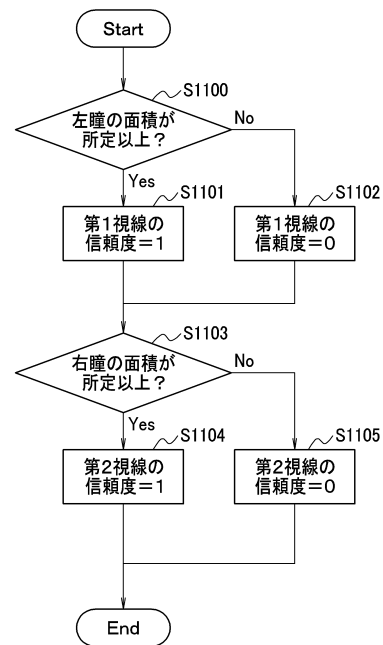 Start
S1100
左瞳の面積が
所定以上？
No
Yes
S1101
S1102
第1視線の
信頼度＝1
第1視線の
信頼度＝0
S1103
右瞳の面積が
所定以上？
No
Yes
S1104
S1105
第2視線の
信頼度＝1
第2視線の
信頼度＝0
End